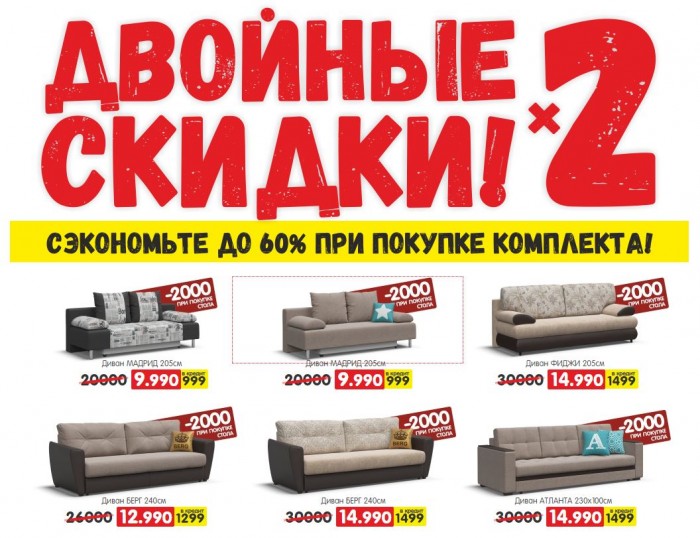 ДВОЙНЫЕ
СКИДКИ! ×2
СЭКОНОМЬТЕ ДО 60% ПРИ ПОКУПКЕ КОМПЛЕКТА!
-2000
ПРИ ПОКУПКЕ
СТОЛА
Диван МАДРИД 205см
20000 9.990 в кредит 999
-2000
ПРИ ПОКУПКЕ
СТОЛА
Диван МАДРИД 205см
20000 9.990 в кредит 999
-2000
ПРИ ПОКУПКЕ
СТОЛА
Диван ФИДЖИ 205см
30000 14.990 в кредит 1499
-2000
ПРИ ПОКУПКЕ
СТОЛА
BERG
Диван БЕРГ 240см
26000 12.990 в кредит 1299
-2000
ПРИ ПОКУПКЕ
СТОЛА
BERG
Диван БЕРГ 240см
30000 14.990 в кредит 1499
-2000
ПРИ ПОКУПКЕ
СТОЛА
A
Диван АТЛАНТА 230х100см
30000 14.990 в кредит 1499